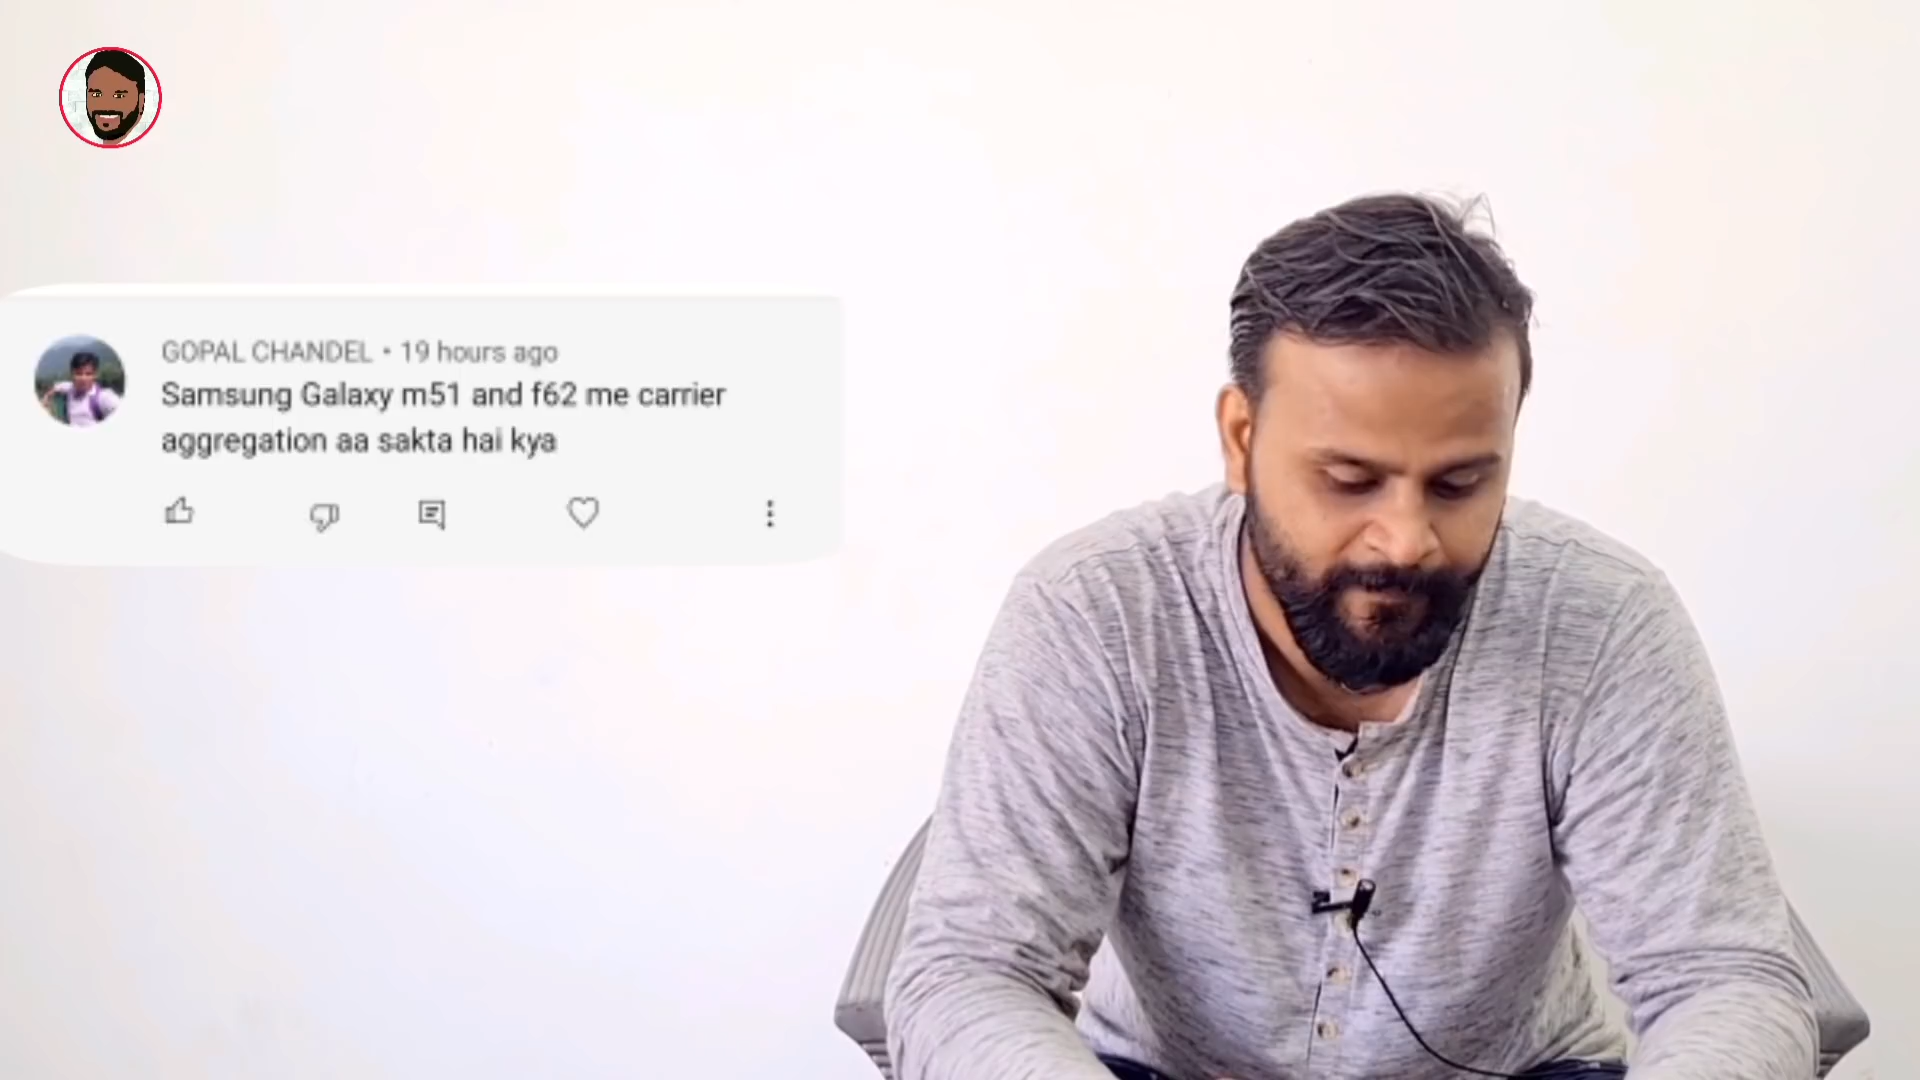 GOPAL CHANDEL • 19 hours ago
Samsung Galaxy m51 and f62 me carrier
aggregation aa sakta hai kya